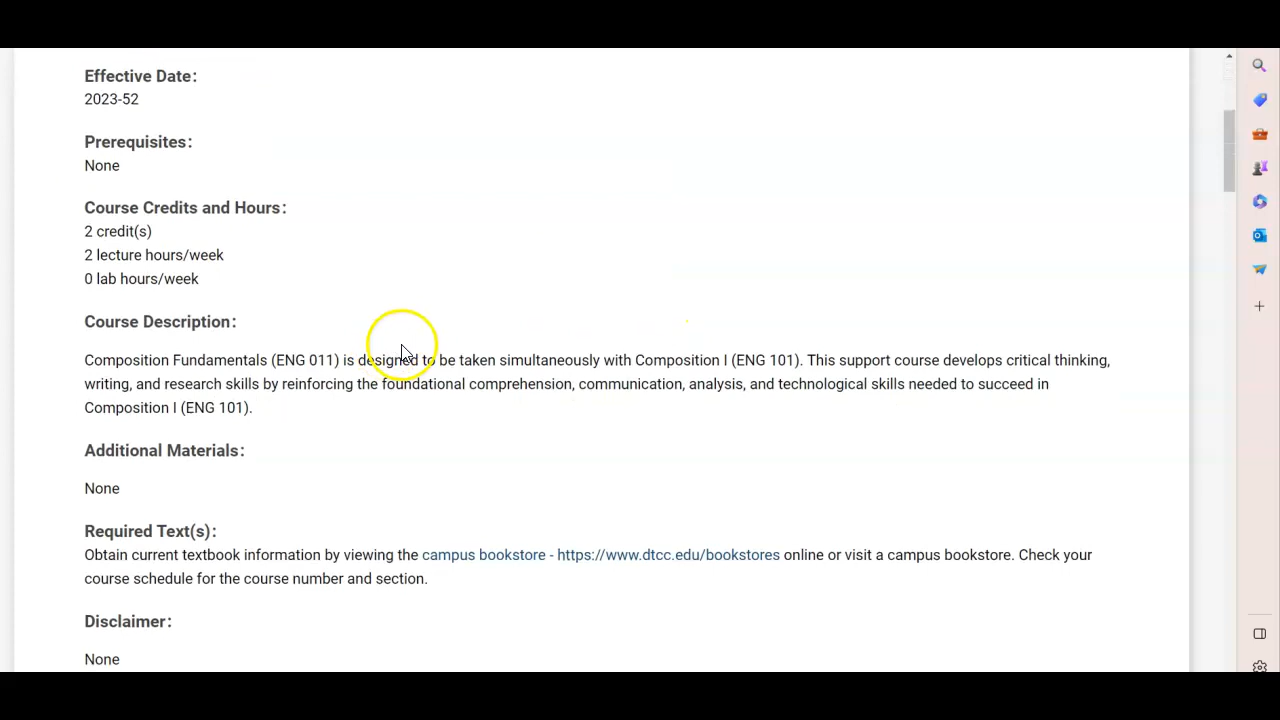 Effective Date:
2023-52
Prerequisites:
None
Course Credits and Hours:
2 credit(s)
2 lecture hours/week
0 lab hours/week
Course Description:
Composition Fundamentals (ENG 011) is designed to be taken simultaneously with Composition I (ENG 101). This support course develops critical thinking,
writing, and research skills by reinforcing the foundational comprehension, communication, analysis, and technological skills needed to succeed in
Composition I (ENG 101).
Additional Materials:
None
Required Text(s):
Obtain current textbook information by viewing the campus bookstore - https://www.dtcc.edu/bookstores online or visit a campus bookstore. Check your
course schedule for the course number and section.
Disclaimer:
None